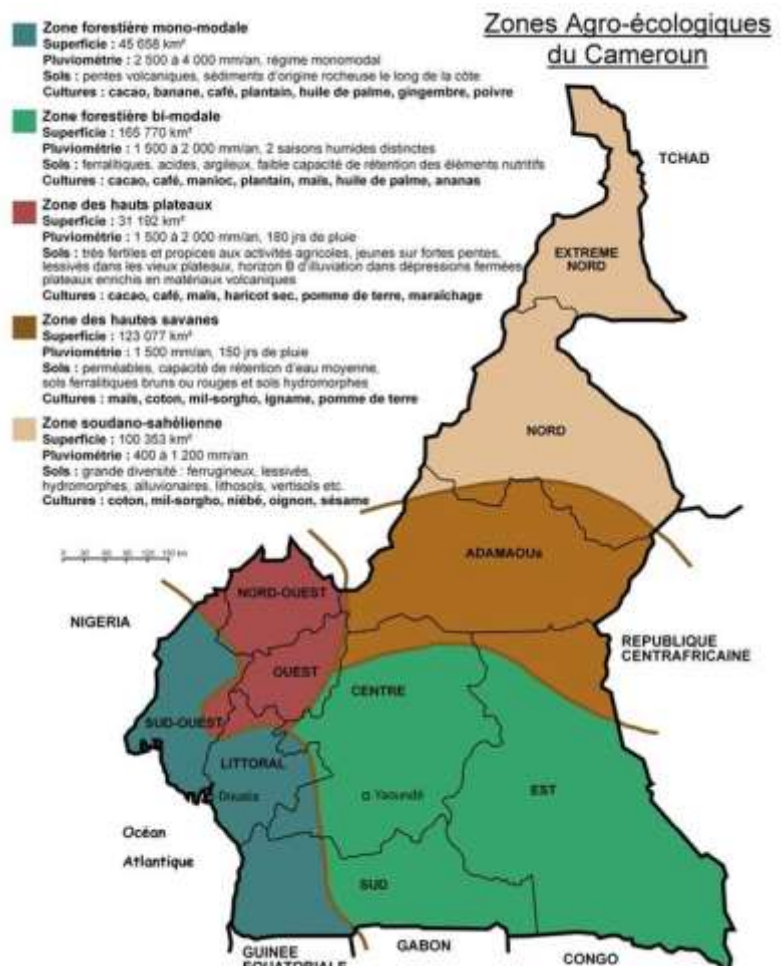 Zones Agro-écologiques
du Cameroun
Zone forestière mono-modale
Superficie : 45 658 km²
Pluviométrie : 2 500 à 4 000 mm/an, régime monomodal
Sols : pentes volcaniques, sédiments d'origine rocheuse le long de la côte
Cultures : cacao, banane, café, plantain, huile de palme, gingembre, poivre
Zone forestière bi-modale
Superficie : 165 770 km²
Pluviométrie : 1 500 à 2 000 mm/an, 2 saisons humides distinctes
Sols : ferralitiques, acides, argileux, faible capacité de rétention des éléments nutritifs
Cultures : cacao, café, manioc, plantain, maïs, huile de palme, ananas
Zone des hauts plateaux
Superficie : 31 192 km²
Pluviométrie : 1 500 à 2 000 mm/an, 180 jrs de pluie
Sols : très fertiles et propices aux activités agricoles, jeunes sur fortes pentes,
lessivés dans les vieux plateaux, horizon B d'illuviation dans dépressions fermées,
plateaux enrichis en matériaux volcaniques
Cultures : cacao, café, maïs, haricot sec, pomme de terre, maraîchage
Zone des hautes savanes
Superficie : 123 077 km²
Pluviométrie : 1 500 mm/an, 150 jrs de pluie
Sols : perméables, capacité de rétention d'eau moyenne,
sols ferralitiques bruns ou rouges et sols hydromorphes
Cultures : maïs, coton, mil-sorgho, igname, pomme de terre
Zone soudano-sahélienne
Superficie : 100 353 km²
Pluviométrie : 400 à 1 200 mm/an
Sols : grande diversité : ferrugineux, lessivés,
hydromorphes, alluvionaires, lithosols, vertisols etc.
Cultures : coton, mil-sorgho, niébé, oignon, sésame
TCHAD
EXTREME
NORD
NORD
ADAMAOUa
NORD-OUEST
NIGERIA
REPUBLIQUE
CENTRAFRICAINE
OUEST
CENTRE
SUD-OUEST
LITTORAL
EST
Douala
Yaoundé
Océan
Atlantique
SUD
GUINEE
EQUATORIALE
GABON
CONGO